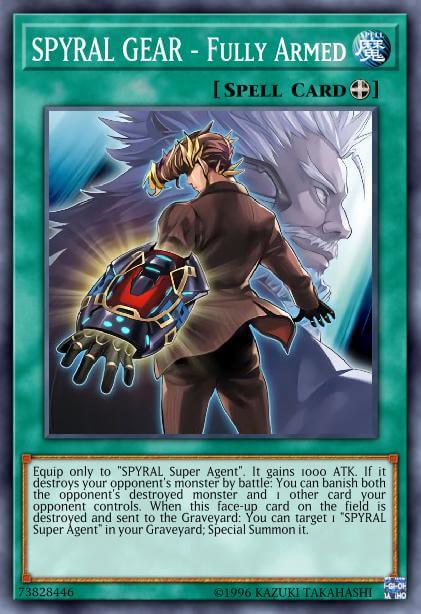 SPYRAL GEAR - Fully Armed
SPELL
魔
[Spell Card]
Equip only to "SPYRAL Super Agent". It gains 1000 ATK. If it
destroys your opponent's monster by battle: You can banish both
the opponent's destroyed monster and 1 other card your
opponent controls. When this face-up card on the field is
destroyed and sent to the Graveyard: You can target 1 "SPYRAL
Super Agent" in your Graveyard; Special Summon it.
73828446
©1996 KAZUKI TAKAHASHI